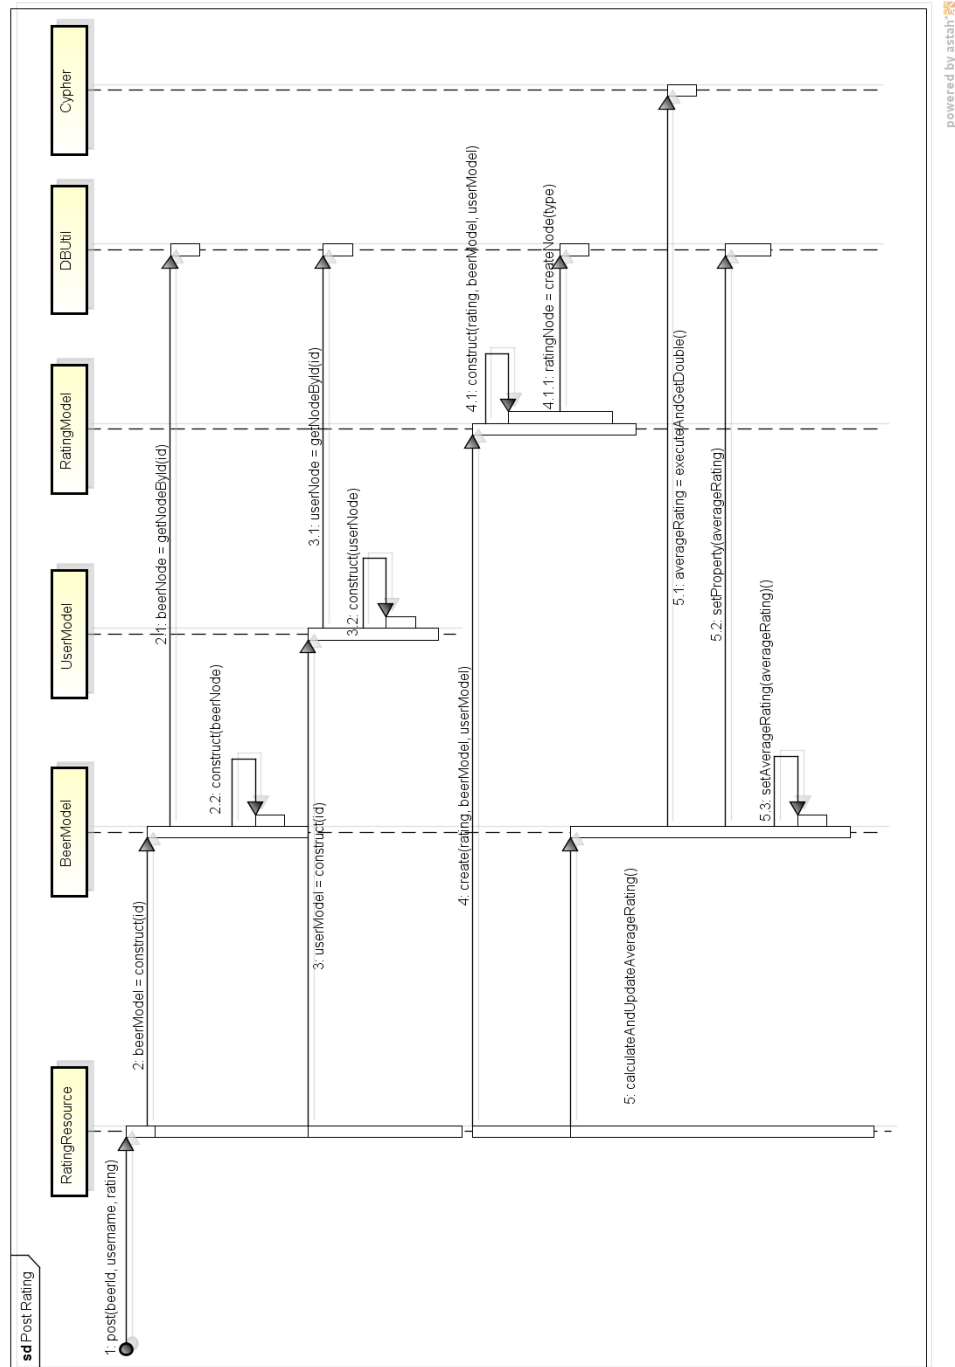 sd Post Rating
RatingResource
BeerModel
UserModel
RatingModel
DBUtil
Cypher
1: post(beerId, username, rating)
2: beerModel = construct(id)
2.1: beerNode = getNodeById(id)
2.2: construct(beerNode)
3: userModel = construct(id)
3.1: userNode = getNodeById(id)
3.2: construct(userNode)
4: create(rating, beerModel, userModel)
4.1: construct(rating, beerModel, userModel)
4.1.1: ratingNode = createNode(type)
5: calculateAndUpdateAverageRating()
5.1: averageRating = executeAndGetDouble()
5.2: setProperty(averageRating)
5.3: setAverageRating(averageRating)()
powered by astah*